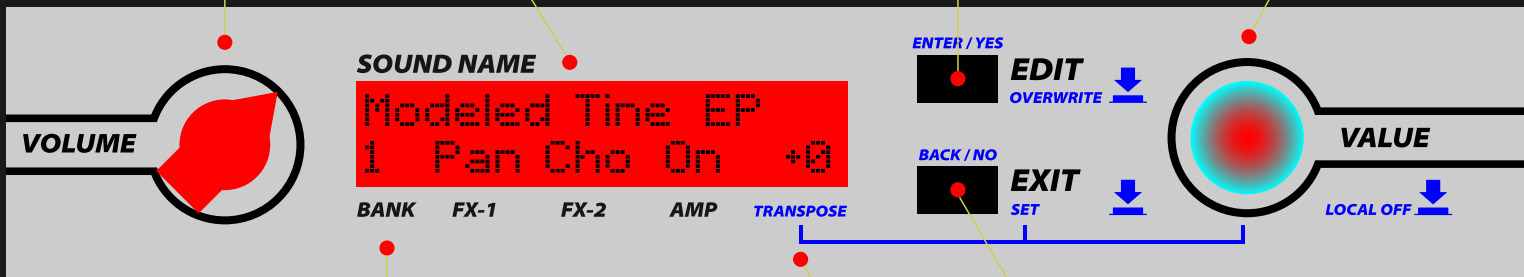 VOLUME
SOUND NAME
Modeled Tine EP
1 Pan Cho On +0
BANK FX-1 FX-2 AMP TRANSPOSE
ENTER / YES
EDIT
OVERWRITE
BACK / NO
EXIT
SET
VALUE
LOCAL OFF